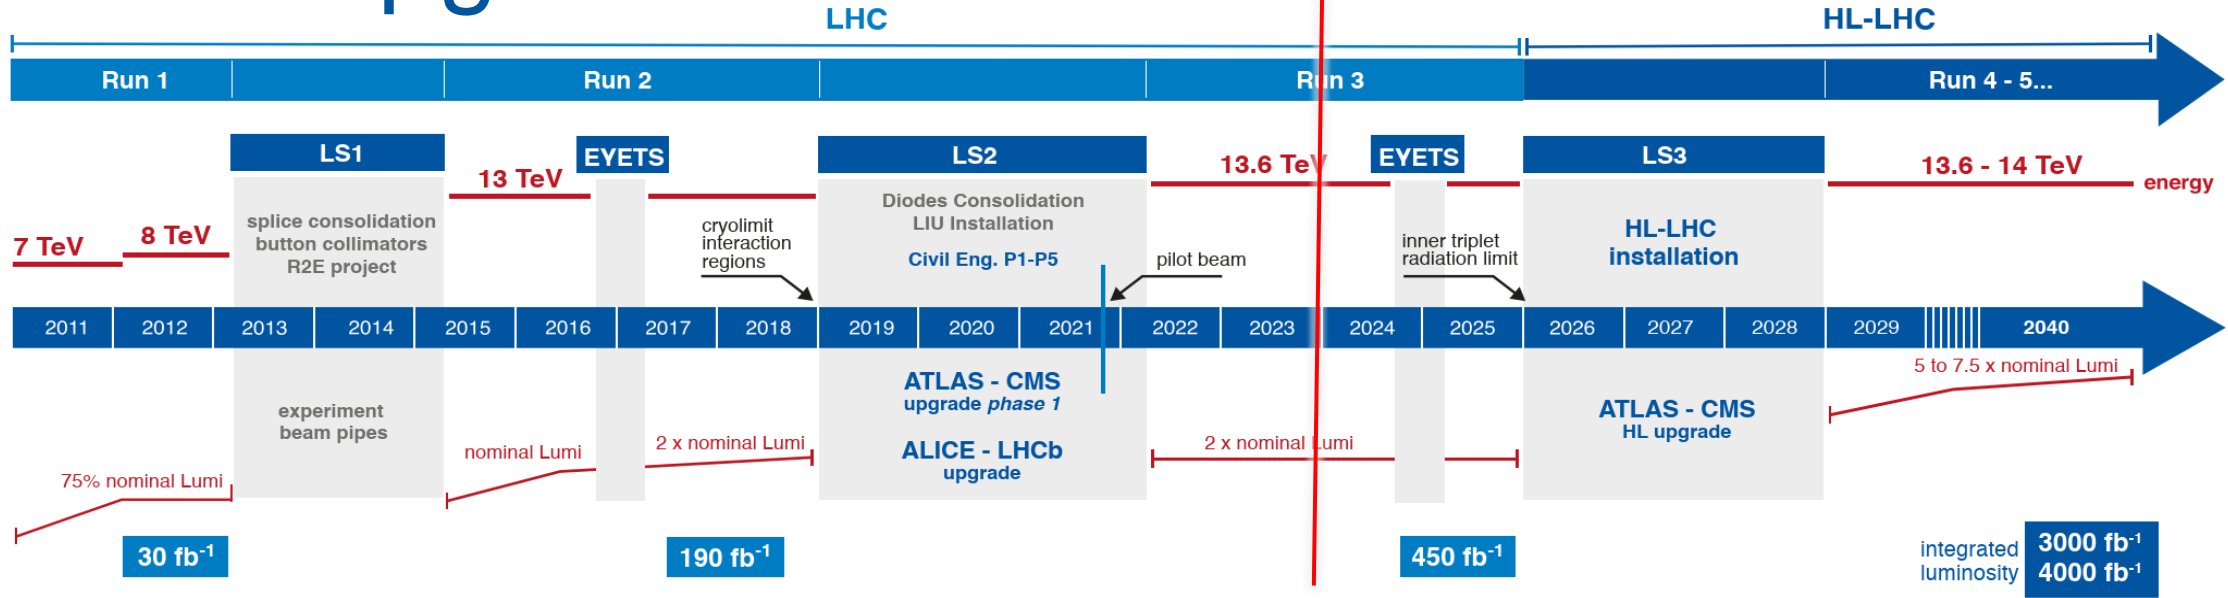 LHC
HL-LHC
Run 1
Run 2
Run 3
Run 4 - 5...
LS1
EYETS
LS2
EYETS
LS3
13 TeV
13.6 TeV
13.6 - 14 TeV
energy
7 TeV
8 TeV
splice consolidation
button collimators
R2E project
cryolimit
interaction
regions
Diodes Consolidation
LIU Installation
Civil Eng. P1-P5
pilot beam
inner triplet
radiation limit
HL-LHC
installation
2011 2012 2013 2014 2015 2016 2017 2018 2019 2020 2021 2022 2023 2024 2025 2026 2027 2028 2029 2040
5 to 7.5 x nominal Lumi
experiment
beam pipes
ATLAS - CMS
upgrade phase 1
ALICE - LHCb
upgrade
ATLAS - CMS
HL upgrade
75% nominal Lumi
nominal Lumi
2 x nominal Lumi
2 x nominal Lumi
30 fb⁻¹
190 fb⁻¹
450 fb⁻¹
integrated
luminosity
3000 fb⁻¹
4000 fb⁻¹